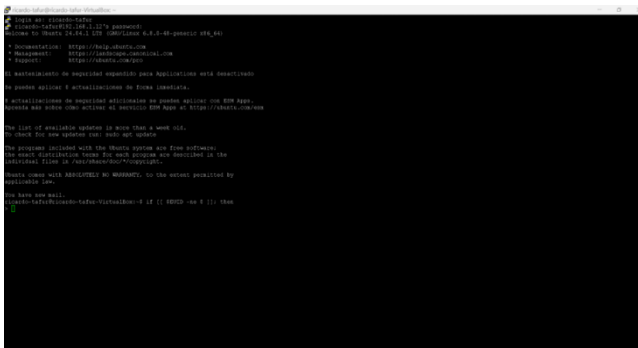 ricardo-tafur@ricardo-tafur-VirtualBox: ~
login as: ricardo-tafur
ricardo-tafur@192.168.1.12's password:
Welcome to Ubuntu 24.04.1 LTS (GNU/Linux 6.8.0-48-generic x86_64)
* Documentation: https://help.ubuntu.com
* Management: https://landscape.canonical.com
* Support: https://ubuntu.com/pro
El mantenimiento de seguridad expandido para Applications está desactivado
Se pueden aplicar 0 actualizaciones de forma inmediata.
8 actualizaciones de seguridad adicionales se pueden aplicar con ESM Apps.
Aprenda más sobre cómo activar el servicio ESM Apps at https://ubuntu.com/esm
The list of available updates is more than a week old.
To check for new updates run: sudo apt update
The programs included with the Ubuntu system are free software;
the exact distribution terms for each program are described in the
individual files in /usr/share/doc/*/copyright.
Ubuntu comes with ABSOLUTELY NO WARRANTY, to the extent permitted by
applicable law.
You have new mail.
ricardo-tafur@ricardo-tafur-VirtualBox:~$ if [[ $EUID -ne 0 ]]; then
>